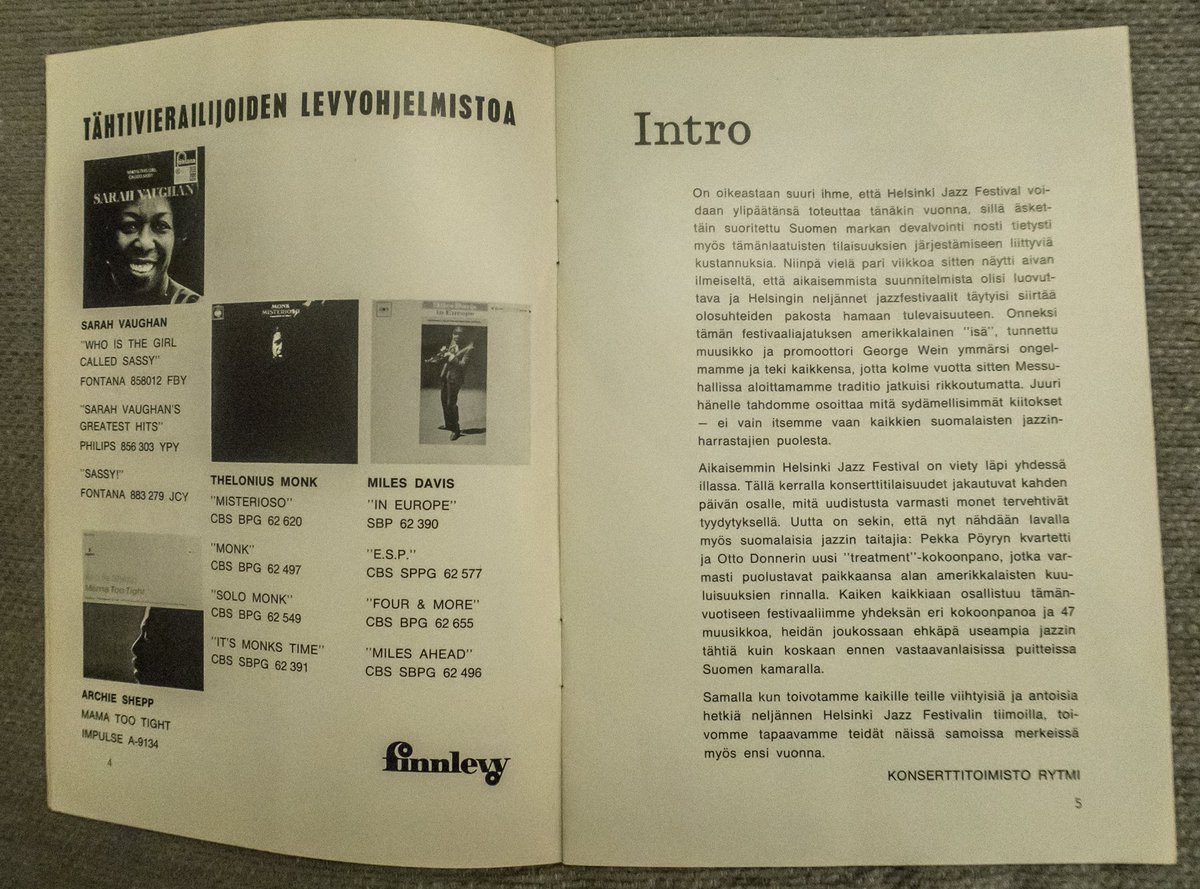 TÄHTIVIERAILIJOIDEN LEVYOHJELMISTOA
fontana
WHO IS THIS GIRL
CALLED SASSY
SARAH VAUGHAN
SARAH VAUGHAN
"WHO IS THE GIRL
CALLED SASSY"
FONTANA 858012 FBY
"SARAH VAUGHAN'S
GREATEST HITS"
PHILIPS 856 303 YPY
"SASSY!"
FONTANA 883 279 JCY
Mama Too Tight
ARCHIE SHEPP
MAMA TOO TIGHT
IMPULSE A-9134
4
MONK
MISTERIOSO
THELONIUS MONK
"MISTERIOSO"
CBS BPG 62 620
"MONK"
CBS BPG 62 497
"SOLO MONK"
CBS BPG 62 549
"IT'S MONKS TIME"
CBS SBPG 62 391
in Europe
MILES DAVIS
"IN EUROPE"
SBP 62 390
"E.S.P."
CBS SPPG 62 577
"FOUR & MORE"
CBS BPG 62 655
"MILES AHEAD"
CBS SBPG 62 496
finnlevy
Intro
On oikeastaan suuri ihme, että Helsinki Jazz Festival voi-
daan ylipäätänsä toteuttaa tänäkin vuonna, sillä äsket-
täin suoritettu Suomen markan devalvointi nosti tietysti
myös tämänlaatuisten tilaisuuksien järjestämiseen liittyviä
kustannuksia. Niinpä vielä pari viikkoa sitten näytti aivan
ilmeiseltä, että aikaisemmista suunnitelmista olisi luovut-
tava ja Helsingin neljännet jazzfestivaalit täytyisi siirtää
olosuhteiden pakosta hamaan tulevaisuuteen. Onneksi
tämän festivaaliajatuksen amerikkalainen "isä", tunnettu
muusikko ja promoottori George Wein ymmärsi ongel-
mamme ja teki kaikkensa, jotta kolme vuotta sitten Messu-
hallissa aloittamamme traditio jatkuisi rikkoutumatta. Juuri
hänelle tahdomme osoittaa mitä sydämellisimmät kiitokset
— ei vain itsemme vaan kaikkien suomalaisten jazzin-
harrastajien puolesta.
Aikaisemmin Helsinki Jazz Festival on viety läpi yhdessä
illassa. Tällä kerralla konserttitilaisuudet jakautuvat kahden
päivän osalle, mitä uudistusta varmasti monet tervehtivät
tyydytyksellä. Uutta on sekin, että nyt nähdään lavalla
myös suomalaisia jazzin taitajia: Pekka Pöyryn kvartetti
ja Otto Donnerin uusi "treatment"-kokoonpano, jotka var-
masti puolustavat paikkaansa alan amerikkalaisten kuu-
luisuuksien rinnalla. Kaiken kaikkiaan osallistuu tämän-
vuotiseen festivaaliimme yhdeksän eri kokoonpanoa ja 47
muusikkoa, heidän joukossaan ehkäpä useampia jazzin
tähtiä kuin koskaan ennen vastaavanlaisissa puitteissa
Suomen kamaralla.
Samalla kun toivotamme kaikille teille viihtyisiä ja antoisia
hetkiä neljännen Helsinki Jazz Festivalin tiimoilla, toi-
vomme tapaavamme teidät näissä samoissa merkeissä
myös ensi vuonna.
KONSERTTITOIMISTO RYTMI
5